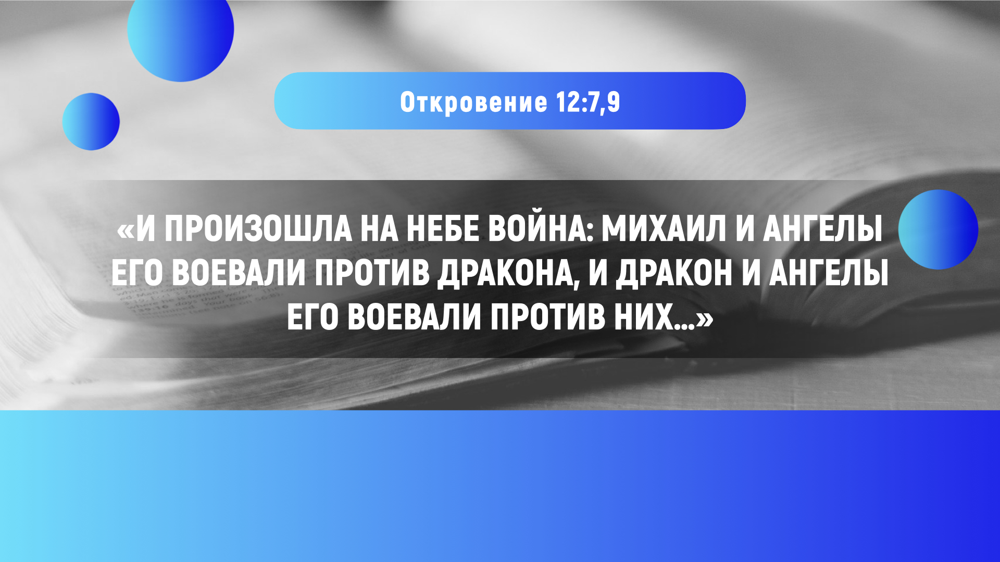 Откровение 12:7,9
«И ПРОИЗОШЛА НА НЕБЕ ВОЙНА: МИХАИЛ И АНГЕЛЫ
ЕГО ВОЕВАЛИ ПРОТИВ ДРАКОНА, И ДРАКОН И АНГЕЛЫ
ЕГО ВОЕВАЛИ ПРОТИВ НИХ...»